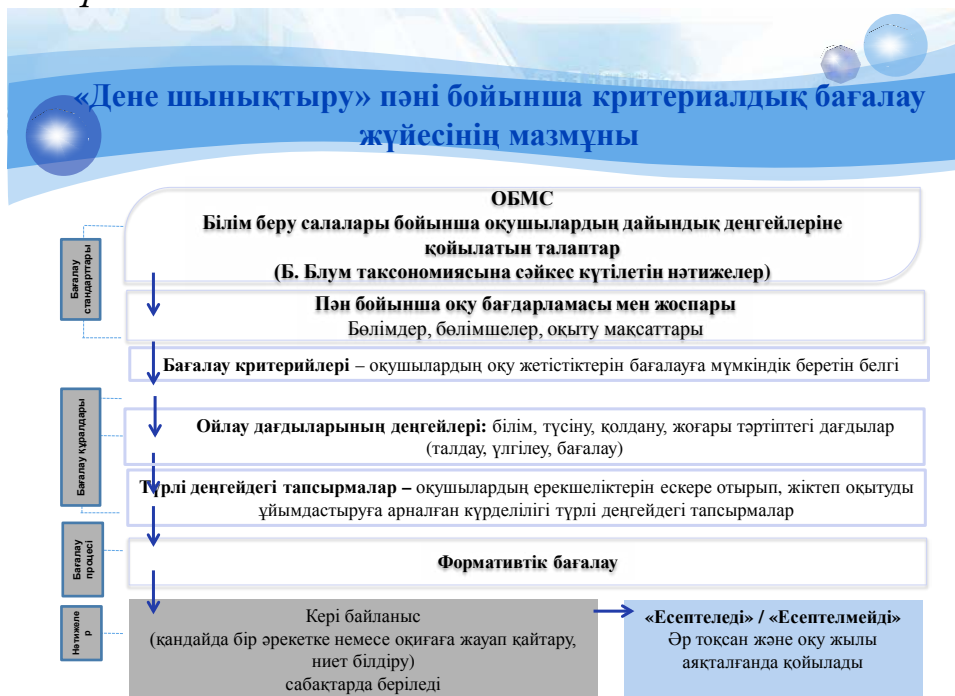 «Дене шынықтыру» пәні бойынша критериалдық бағалау
жүйесінің мазмұны
ОБМС
Білім беру салалары бойынша оқушылардың дайындық деңгейлеріне
қойылатын талаптар
(Б. Блум таксономиясына сәйкес күтілетін нәтижелер)
Бағалау
стандарттары
Пән бойынша оқу бағдарламасы мен жоспары
Бөлімдер, бөлімшелер, оқыту мақсаттары
Бағалау критерийлері – оқушылардың оқу жетістіктерін бағалауға мүмкіндік беретін белгі
Бағалау құралдары
Ойлау дағдыларының деңгейлері: білім, түсіну, қолдану, жоғары тәртіптегі дағдылар
(талдау, үлгілеу, бағалау)
Түрлі деңгейдегі тапсырмалар – оқушылардың ерекшеліктерін ескере отырып, жіктеп оқытуды
ұйымдастыруға арналған күрделілігі түрлі деңгейдегі тапсырмалар
Бағалау
процесі
Формативтік бағалау
Нәтижеле
р
Кері байланыс
(қандайда бір әрекетке немесе оқиғаға жауап қайтару,
ниет білдіру)
сабақтарда беріледі
«Есептеледі» / «Есептелмейді»
Әр тоқсан және оқу жылы
аяқталғанда қойылады